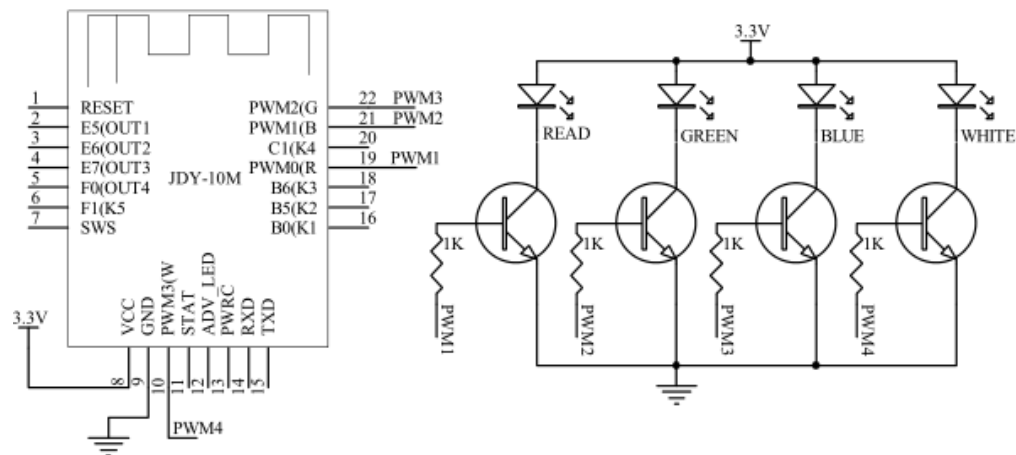 1 RESET
2 E5(OUT1
3 E6(OUT2
4 E7(OUT3
5 F0(OUT4
6 F1(K5
7 SWS
JDY-10M
PWM2(G 22 PWM3
PWM1(B 21 PWM2
C1(K4 20
PWM0(R 19 PWM1
B6(K3 18
B5(K2 17
B0(K1 16
VCC 8
GND 9
PWM3(W 10
STAT 11
ADV_LED 12
PWRC 13
RXD 14
TXD 15
3.3V
PWM4
3.3V
READ
GREEN
BLUE
WHITE
1K
1K
1K
1K
PWM1
PWM2
PWM3
PWM4